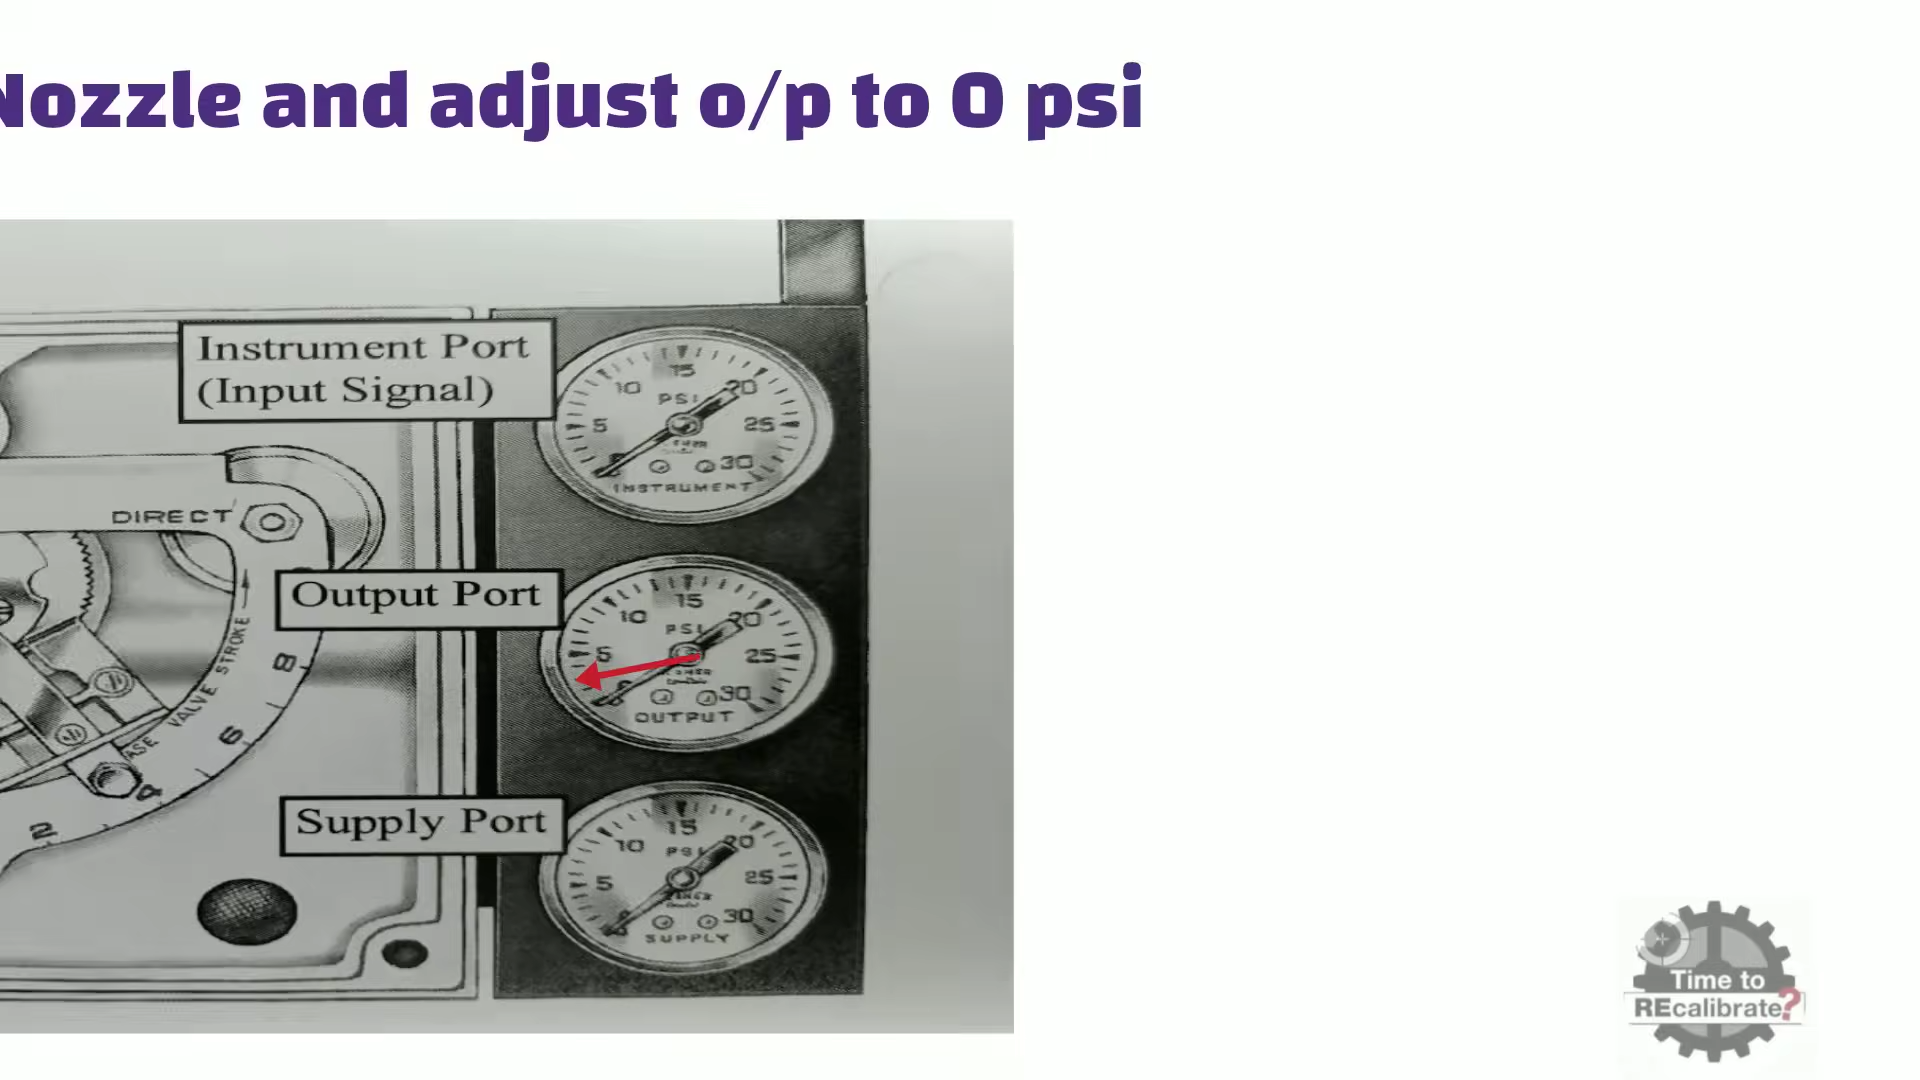 Nozzle and adjust o/p to 0 psi
Instrument Port
(Input Signal)
15
10
20
PSI
5
25
30
INSTRUMENT
DIRECT
Output Port
15
10
20
PSI
5
25
30
OUTPUT
VALVE STROKE
8
6
4
2
Supply Port
15
10
20
PSI
5
25
30
SUPPLY
Time to
REcalibrate?